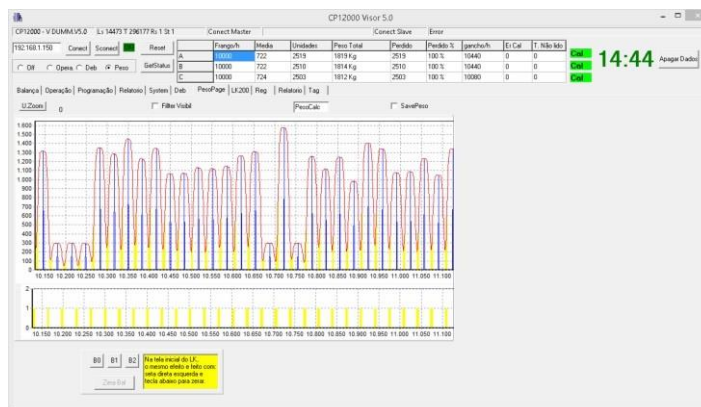 CP12000 Visor 5.0
CP12000 - V DUMM.V5.0 Ls 14473 T 296177 Rs 1 St 1 Conect Master Conect Slave Error
192.168.1.150 Conect Sconect Reset
Off Opera Deb Peso GetStatus
Frango/h Media Unidades Peso Total Perdido Perdido % gancho/h Er Cal T. Não lido
A 10000 722 2519 1819 Kg 2519 100 % 10440 0 0 Cal
B 10000 722 2510 1814 Kg 2510 100 % 10440 0 0 Cal
C 10000 724 2503 1812 Kg 2503 100 % 10080 0 0 Cal
14:44 Apagar Dados
Balança Operação Programação Relatosio System Deb PesoPage LK200 Reg Relatorio Tag
U.Zoom 0 Filter Visibil PesoCalc SavePeso
1.600
1.500
1.400
1.300
1.200
1.100
1.000
900
800
700
600
500
400
300
200
100
0
10.150 10.200 10.250 10.300 10.350 10.400 10.450 10.500 10.550 10.600 10.650 10.700 10.750 10.800 10.850 10.900 10.950 11.000 11.050 11.100
2
1
0
10.150 10.200 10.250 10.300 10.350 10.400 10.450 10.500 10.550 10.600 10.650 10.700 10.750 10.800 10.850 10.900 10.950 11.000 11.050 11.100
B0 B1 B2
Zera Bal
Na tela inicial do LK..
o mesmo efeito e feito com:
seta direta esquerda e
tecla abaixo para zerar.